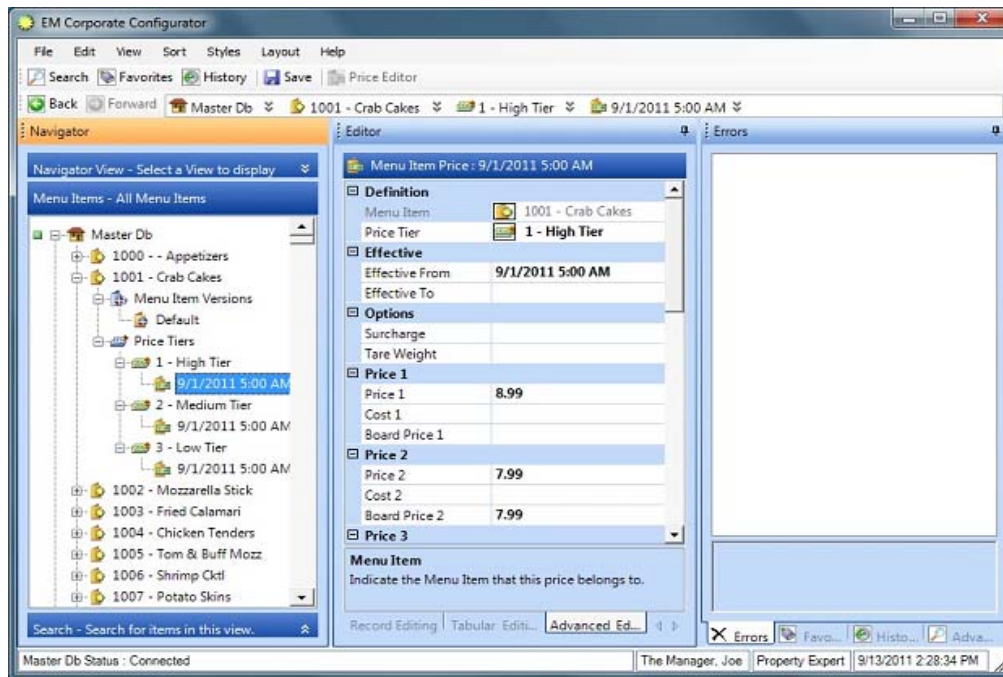 EM Corporate Configurator
File Edit View Sort Styles Layout Help
Search Favorites History Save Price Editor
Back Forward Master Db 1001 - Crab Cakes 1 - High Tier 9/1/2011 5:00 AM
Navigator
Navigator View - Select a View to display
Menu Items - All Menu Items
Master Db
1000 - - Appetizers
1001 - Crab Cakes
Menu Item Versions
Default
Price Tiers
1 - High Tier
9/1/2011 5:00 AM
2 - Medium Tier
9/1/2011 5:00 AM
3 - Low Tier
9/1/2011 5:00 AM
1002 - Mozzarella Stick
1003 - Fried Calamari
1004 - Chicken Tenders
1005 - Tom & Buff Mozz
1006 - Shrimp Cktl
1007 - Potato Skins
Search - Search for items in this view.
Editor
Menu Item Price : 9/1/2011 5:00 AM
Definition
Menu Item 1001 - Crab Cakes
Price Tier 1 - High Tier
Effective
Effective From 9/1/2011 5:00 AM
Effective To
Options
Surcharge
Tare Weight
Price 1
Price 1 8.99
Cost 1
Board Price 1
Price 2
Price 2 7.99
Cost 2
Board Price 2 7.99
Price 3
Menu Item
Indicate the Menu Item that this price belongs to.
Record Editing Tabular Editi... Advanced Ed...
Errors
Errors Favo... Histo... Adva...
Master Db Status : Connected
The Manager, Joe Property Expert 9/13/2011 2:28:34 PM